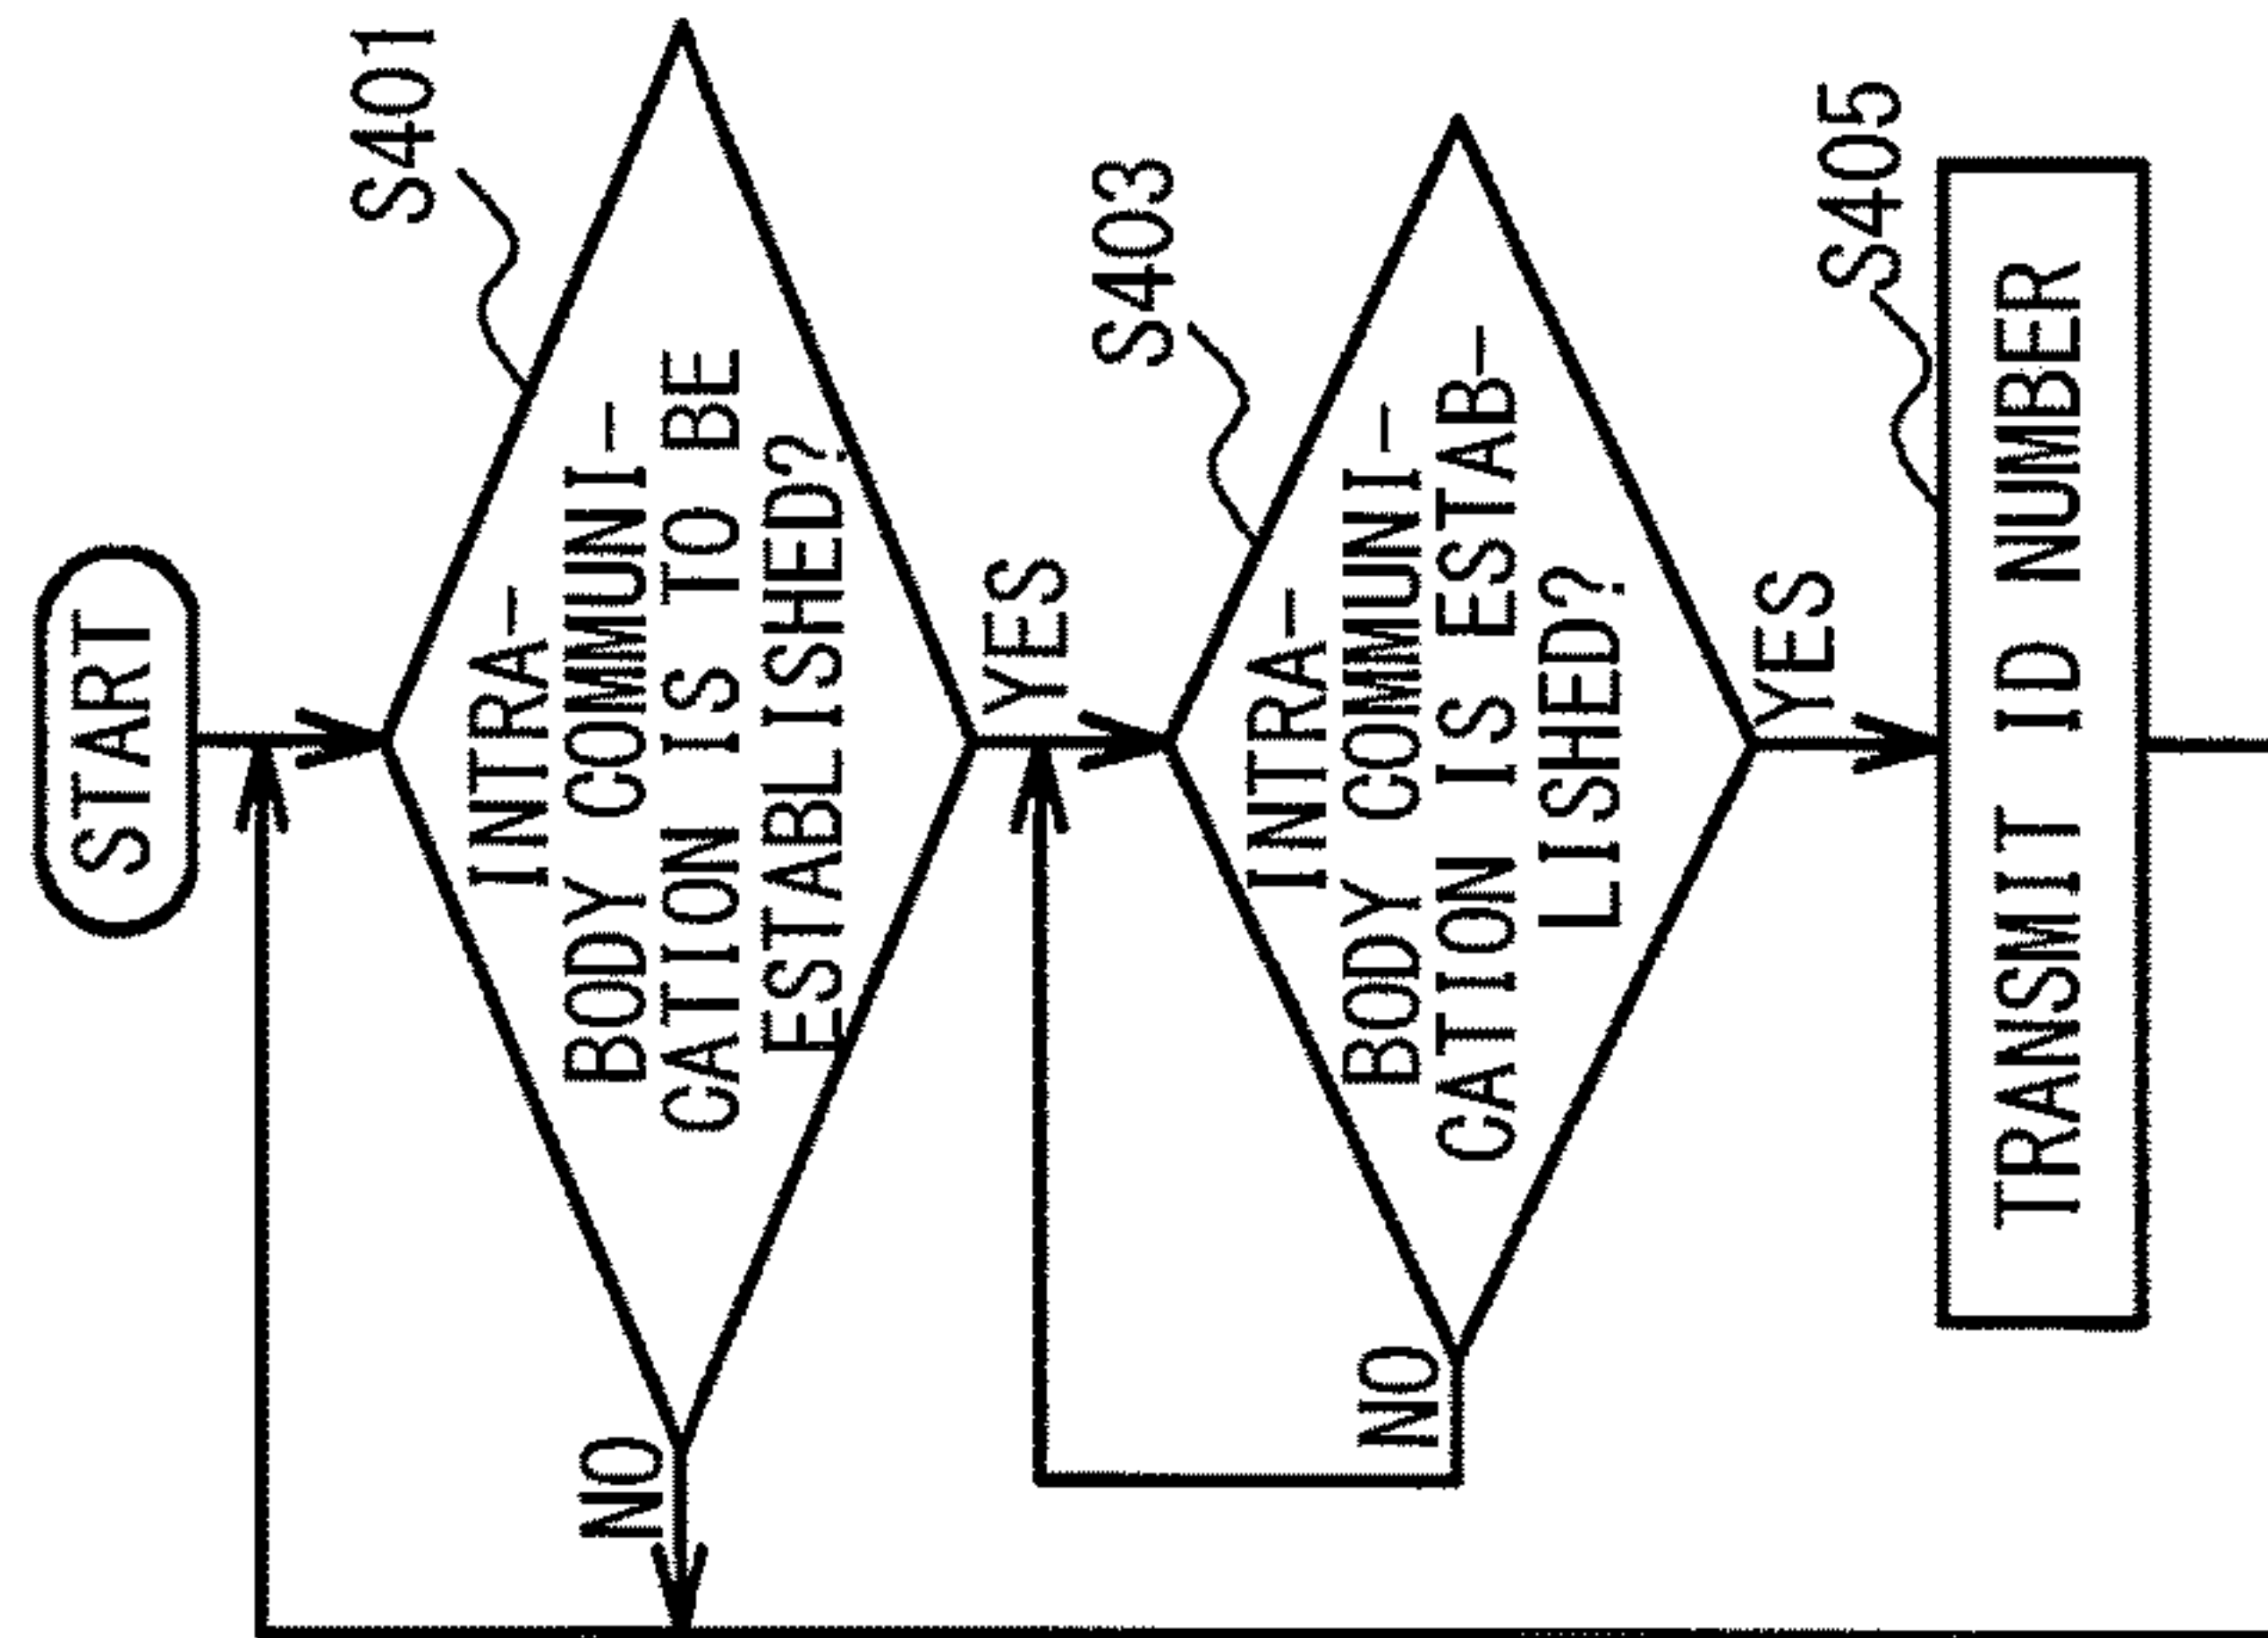 START
S401
INTRA-
BODY COMMUNI-
CATION IS TO BE
ESTABLISHED?
NO
YES
S403
INTRA-
BODY COMMUNI-
CATION IS ESTAB-
LISHED?
NO
YES
S405
TRANSMIT ID NUMBER